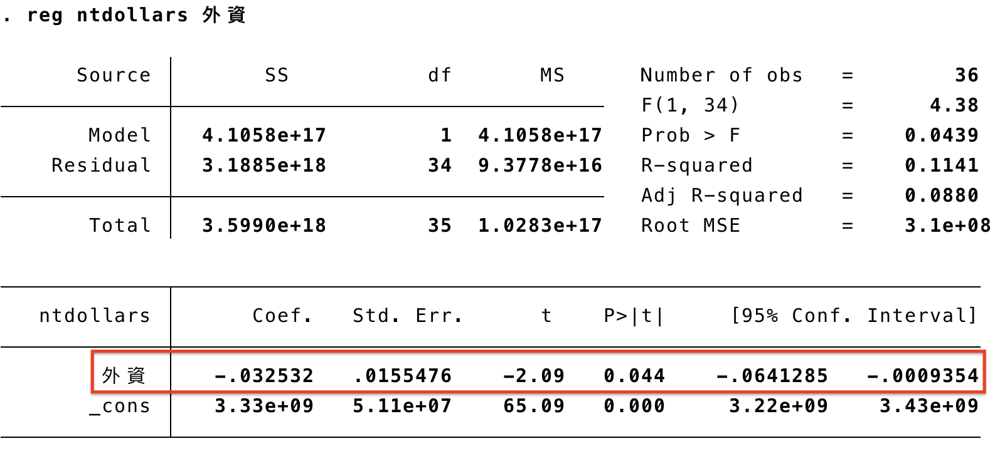 . reg ntdollars 外資
Source SS df MS Number of obs = 36
F(1, 34) = 4.38
Model 4.1058e+17 1 4.1058e+17 Prob > F = 0.0439
Residual 3.1885e+18 34 9.3778e+16 R-squared = 0.1141
Adj R-squared = 0.0880
Total 3.5990e+18 35 1.0283e+17 Root MSE = 3.1e+08
ntdollars Coef. Std. Err. t P>|t| [95% Conf. Interval]
外資 -.032532 .0155476 -2.09 0.044 -.0641285 -.0009354
_cons 3.33e+09 5.11e+07 65.09 0.000 3.22e+09 3.43e+09